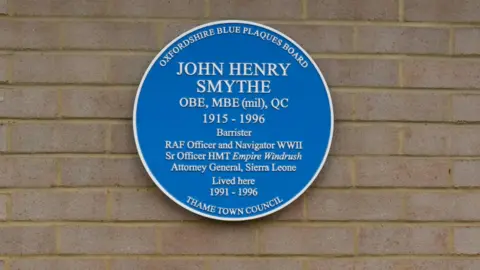 OXFORDSHIRE BLUE PLAQUES BOARD
JOHN HENRY
SMYTHE
OBE, MBE (mil), QC
1915 - 1996
Barrister
RAF Officer and Navigator WWII
Sr Officer HMT Empire Windrush
Attorney General, Sierra Leone
Lived here
1991 - 1996
THAME TOWN COUNCIL